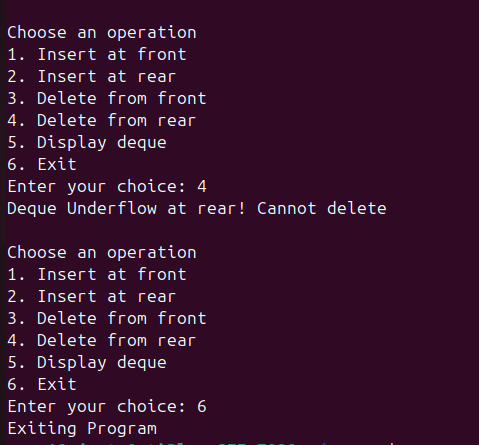 Choose an operation
1. Insert at front
2. Insert at rear
3. Delete from front
4. Delete from rear
5. Display deque
6. Exit
Enter your choice: 4
Deque Underflow at rear! Cannot delete
Choose an operation
1. Insert at front
2. Insert at rear
3. Delete from front
4. Delete from rear
5. Display deque
6. Exit
Enter your choice: 6
Exiting Program